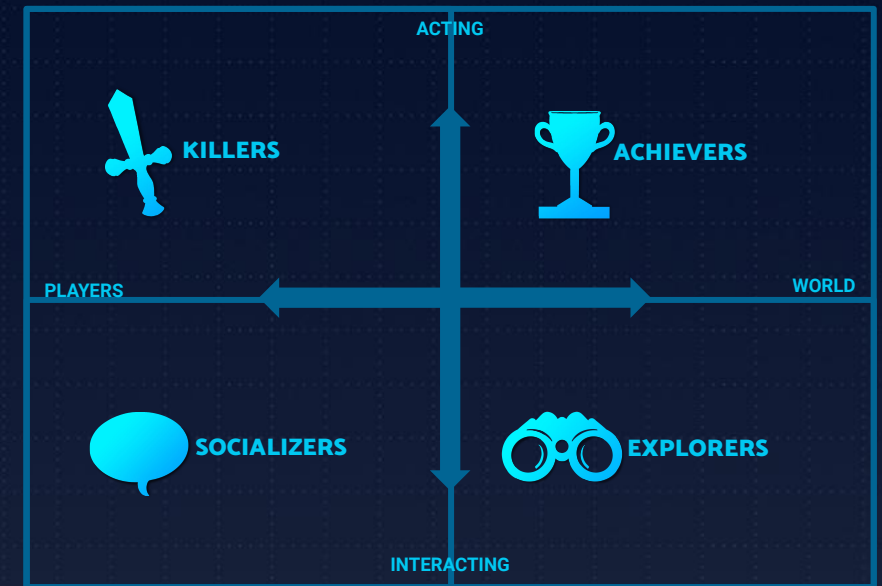 ACTING
KILLERS
ACHIEVERS
PLAYERS
WORLD
SOCIALIZERS
EXPLORERS
INTERACTING